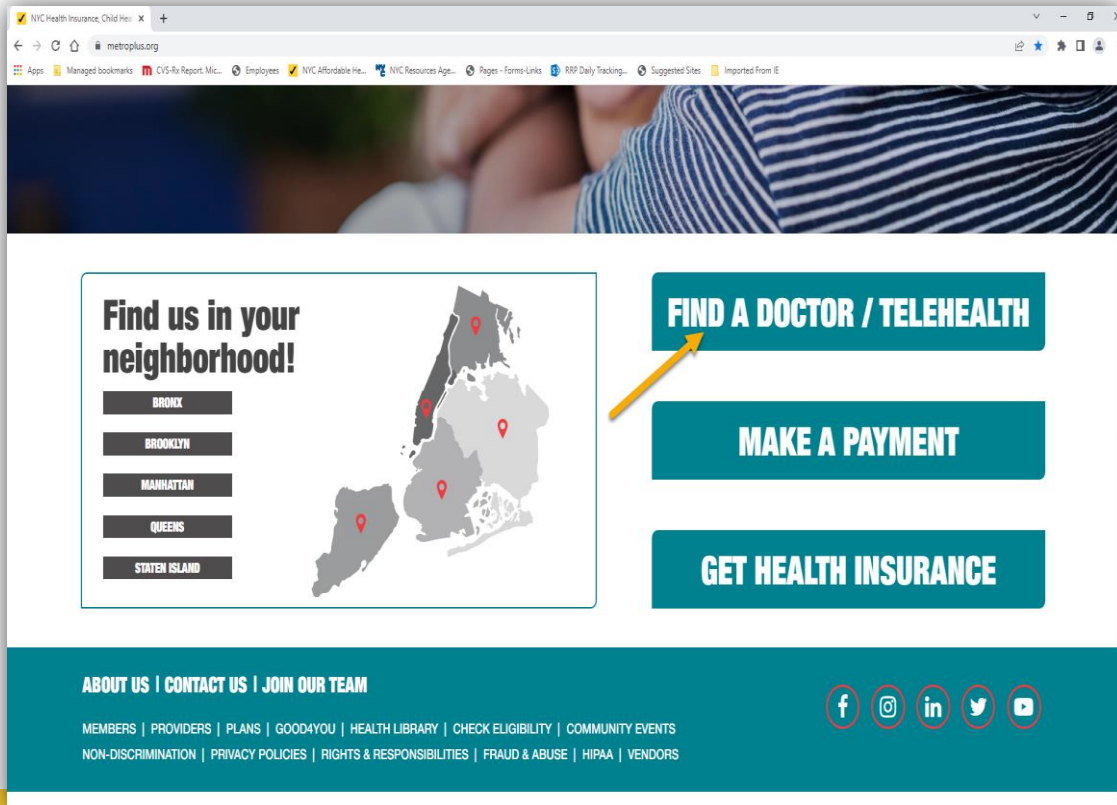 NYC Health Insurance, Child Hea
metroplus.org
Apps Managed bookmarks CVS-Rx Report. Mic... Employees NYC Affordable He... NYC Resources Age... Pages - Forms-Links RRP Daily Tracking... Suggested Sites Imported From IE
Find us in your
neighborhood!
BRONX
BROOKLYN
MANHATTAN
QUEENS
STATEN ISLAND
FIND A DOCTOR / TELEHEALTH
MAKE A PAYMENT
GET HEALTH INSURANCE
ABOUT US | CONTACT US | JOIN OUR TEAM
MEMBERS | PROVIDERS | PLANS | GOOD4YOU | HEALTH LIBRARY | CHECK ELIGIBILITY | COMMUNITY EVENTS
NON-DISCRIMINATION | PRIVACY POLICIES | RIGHTS & RESPONSIBILITIES | FRAUD & ABUSE | HIPAA | VENDORS